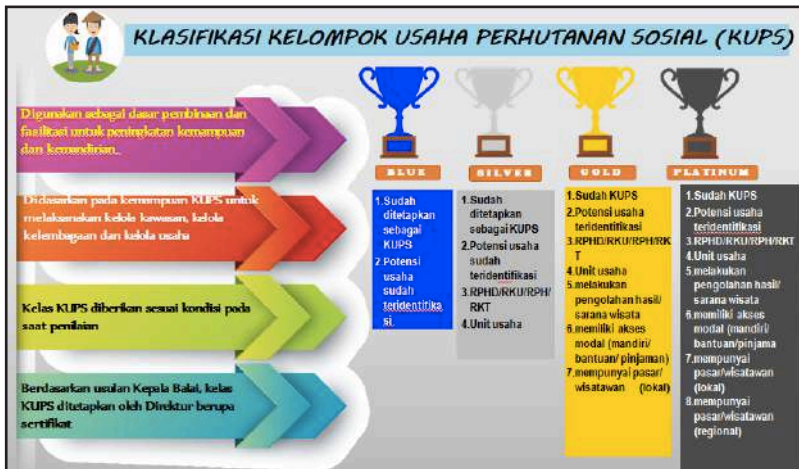 KLASIFIKASI KELOMPOK USAHA PERHUTANAN SOSIAL (KUPS)
Digunakan sebagai dasar pembinaan dan
fasilitasi untuk peningkatan kemampuan
dan kemandirian.
Didasarkan pada kemampuan KUPS untuk
melaksanakan kelola kawasan, kelola
kelembagaan dan kelola usaha
Kelas KUPS diberikan sesuai kondisi pada
saat penilaian
Berdasarkan usulan Kepala Balai, kelas
KUPS ditetapkan oleh Direktur berupa
sertifikat
BLUE
1.Sudah
ditetapkan
sebagai
KUPS
2.Potensi
usaha
sudah
teridentitika
si.
SILVER
1.Sudah
ditetapkan
sebagai KUPS
2.Potensi usaha
sudah
teridentifikasi
3.RPHD/RKU/RPH/
RKT
4.Unit usaha
GOLD
1.Sudah KUPS
2.Potensi usaha
teridentitikasi
3.RPHD/RKU/RPH/RK
T
4.Unit usaha
5.melakukan
pengolahan hasil/
sarana wisata
6.memiliki akses
modal (mandiri/
bantuan/ pinjaman)
7.mempunyai pasar/
wisatawan (lokal)
PLATINUM
1.Sudah KUPS
2.Potensi usaha
teridentitikasi
3.RPHD/RKU/RPH/RKT
4.Unit usaha
5.melakukan
pengolahan hasil/
sarana wisata
6.memiliki akses
modal (mandiri/
bantuan/pinjama
7.mempunyai
pasar/wisatawan
(lokal)
8.mempunyai
pasar/wisatawan
(regional)